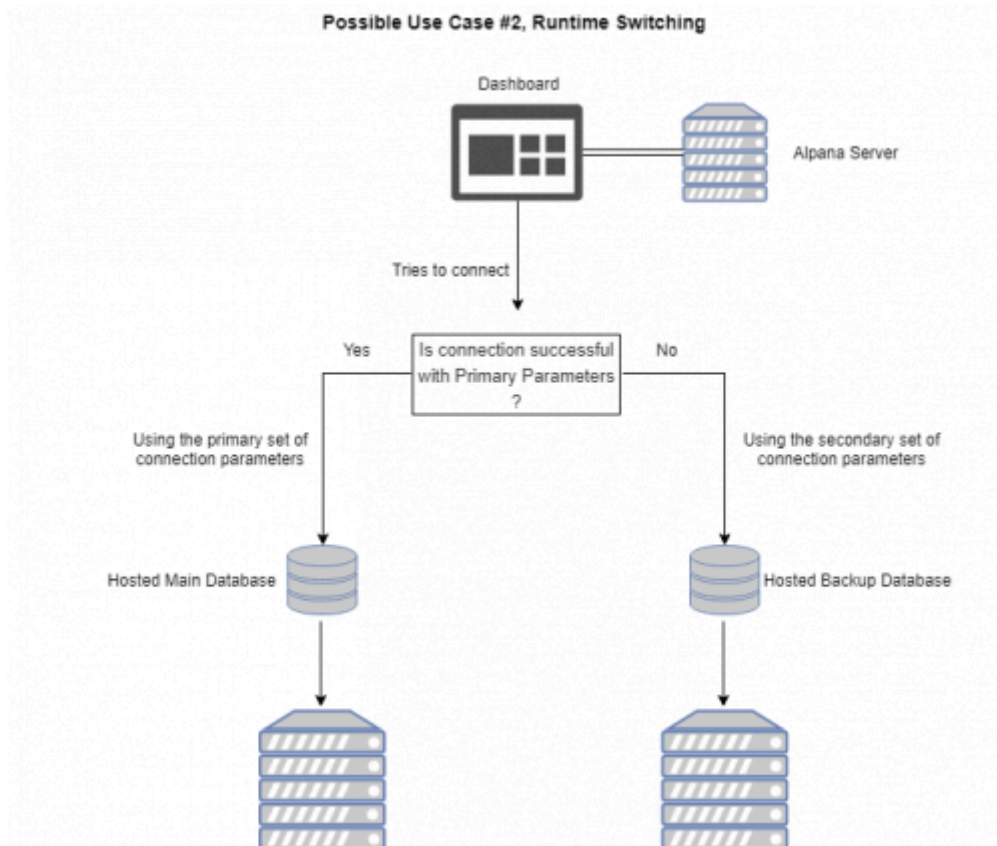 Possible Use Case #2, Runtime Switching
Dashboard
Alpana Server
Tries to connect
Yes
Is connection successful
with Primary Parameters
?
No
Using the primary set of
connection parameters
Using the secondary set of
connection parameters
Hosted Main Database
Hosted Backup Database